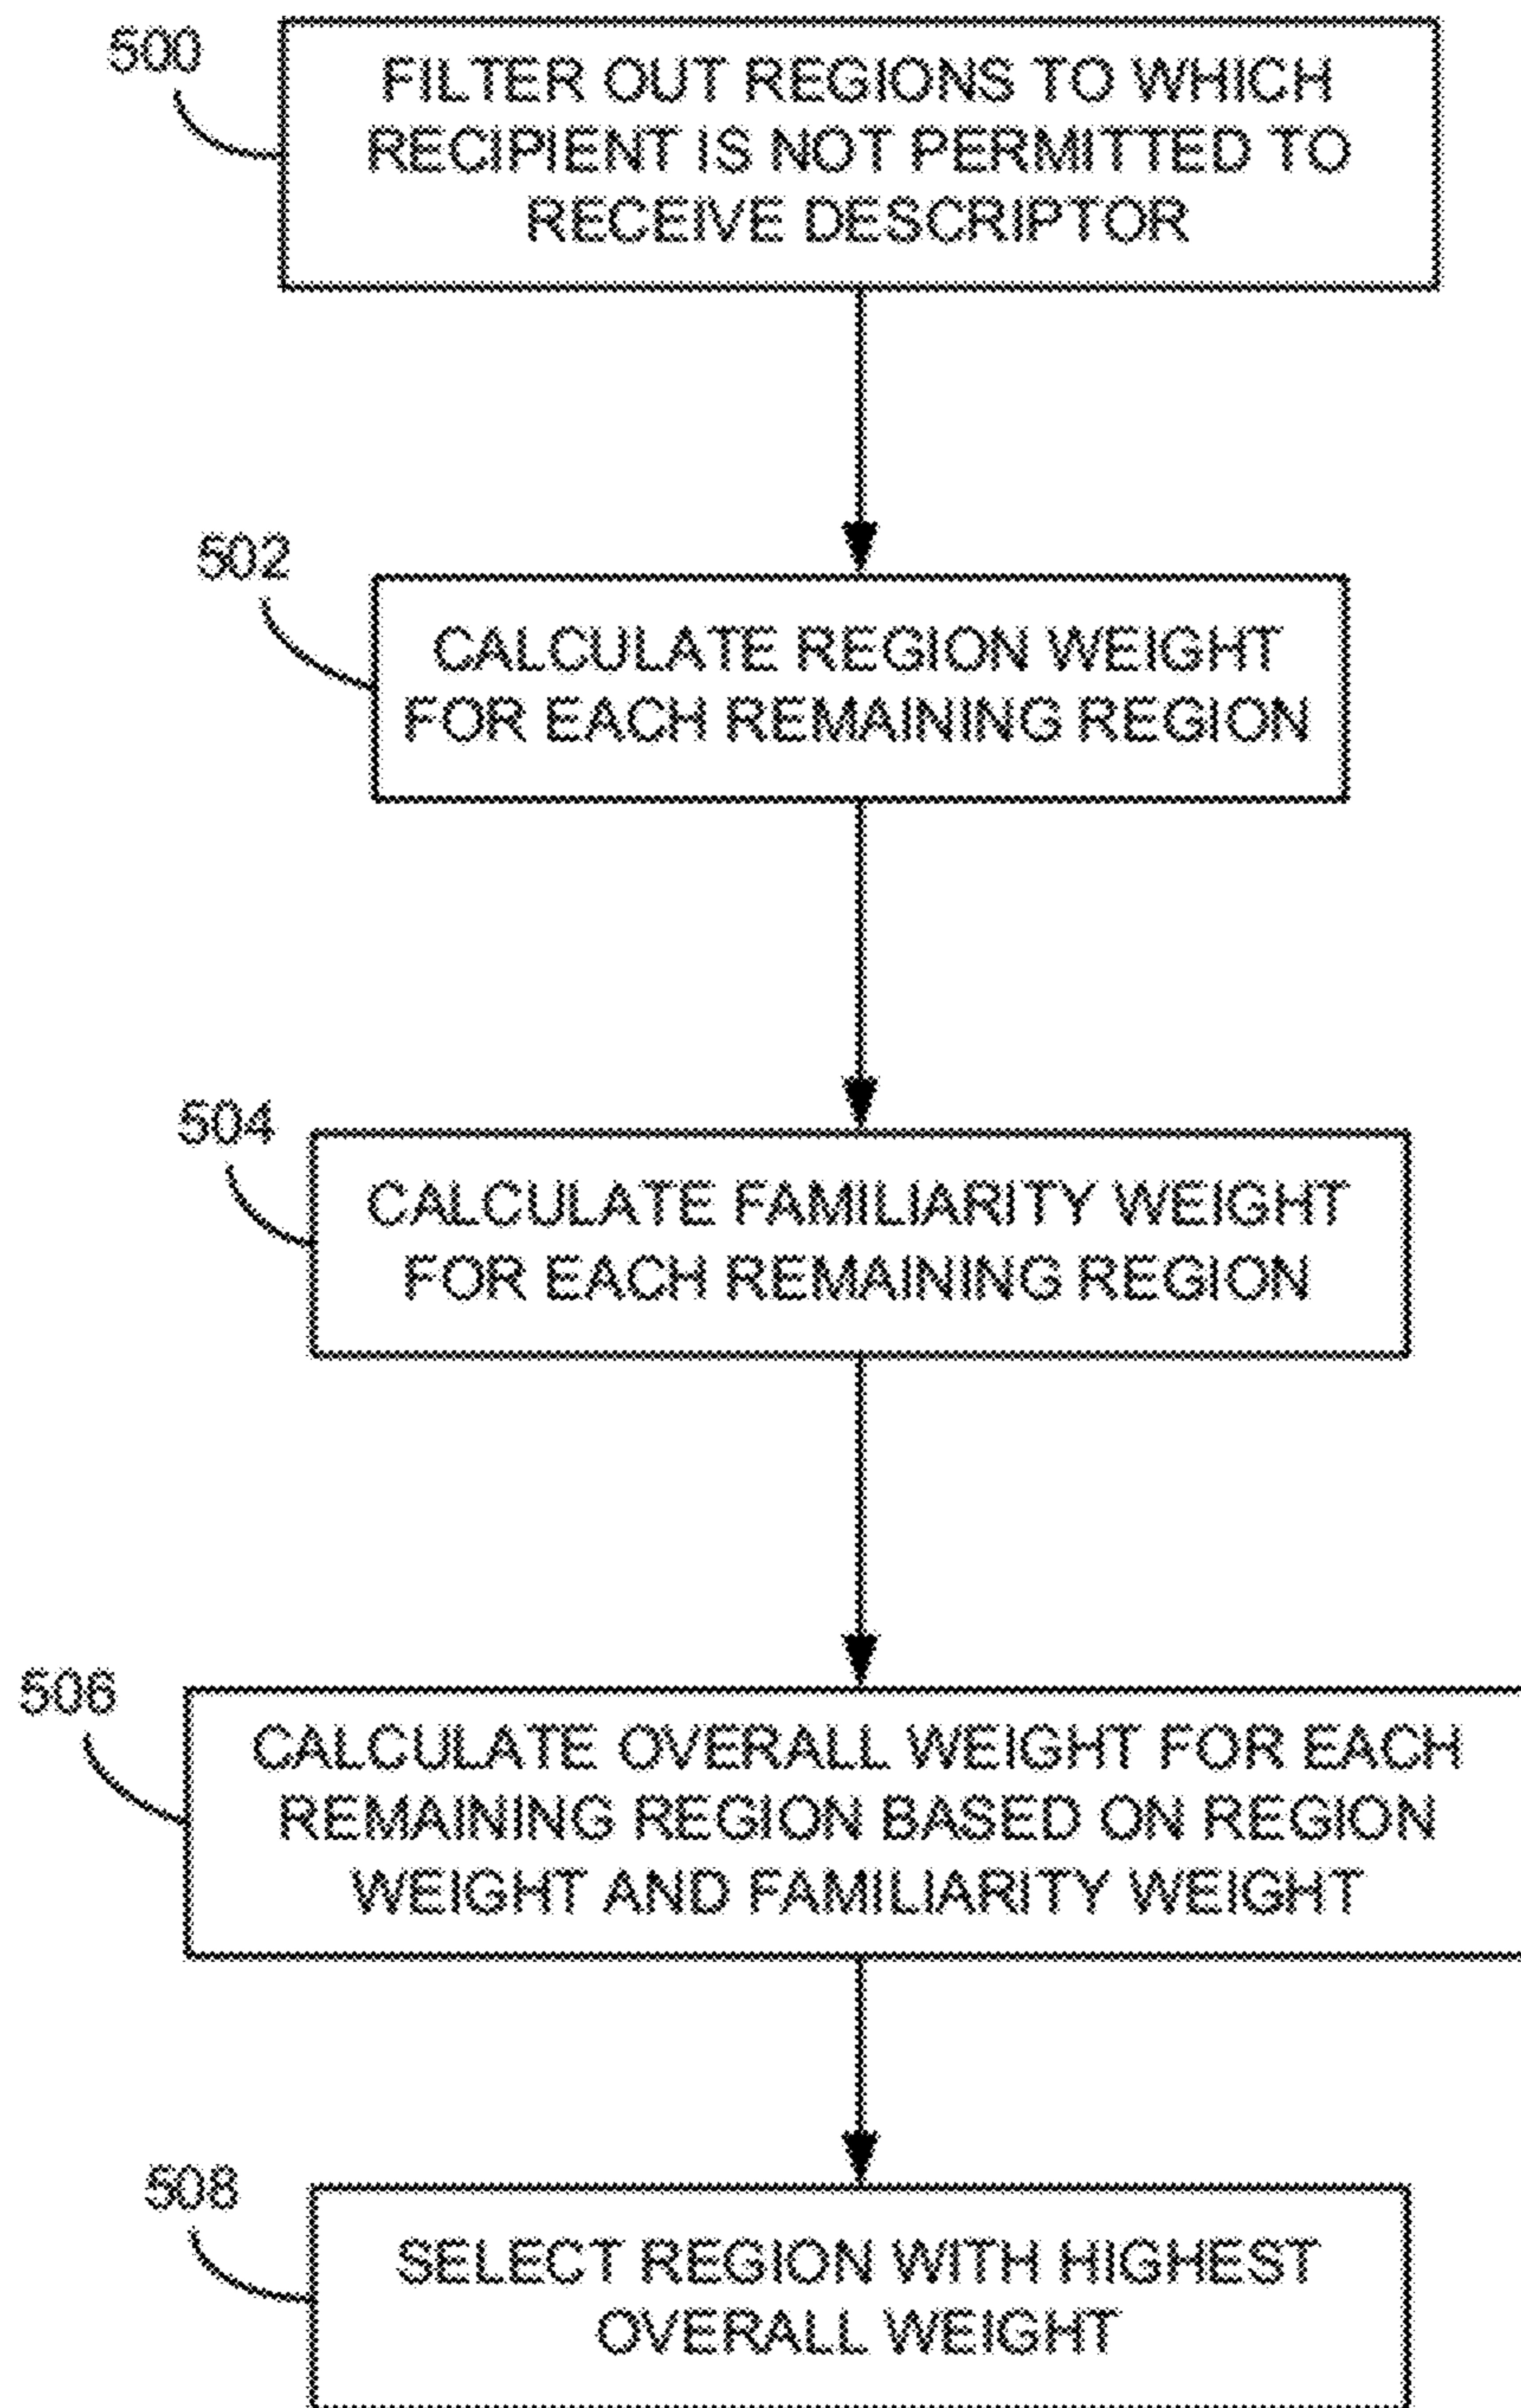 500
FILTER OUT REGIONS TO WHICH
RECIPIENT IS NOT PERMITTED TO
RECEIVE DESCRIPTOR
502
CALCULATE REGION WEIGHT
FOR EACH REMAINING REGION
504
CALCULATE FAMILIARITY WEIGHT
FOR EACH REMAINING REGION
506
CALCULATE OVERALL WEIGHT FOR EACH
REMAINING REGION BASED ON REGION
WEIGHT AND FAMILIARITY WEIGHT
508
SELECT REGION WITH HIGHEST
OVERALL WEIGHT